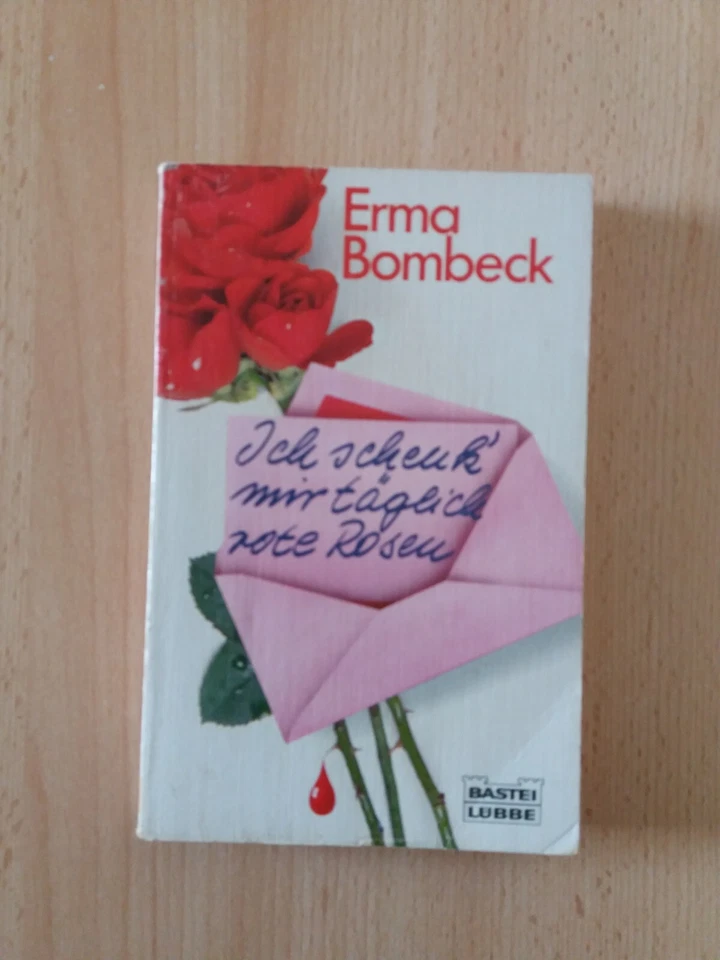 Erma
Bombeck
Ich schenk'
mir täglich
rote Rosen
BASTEI
LÜBBE